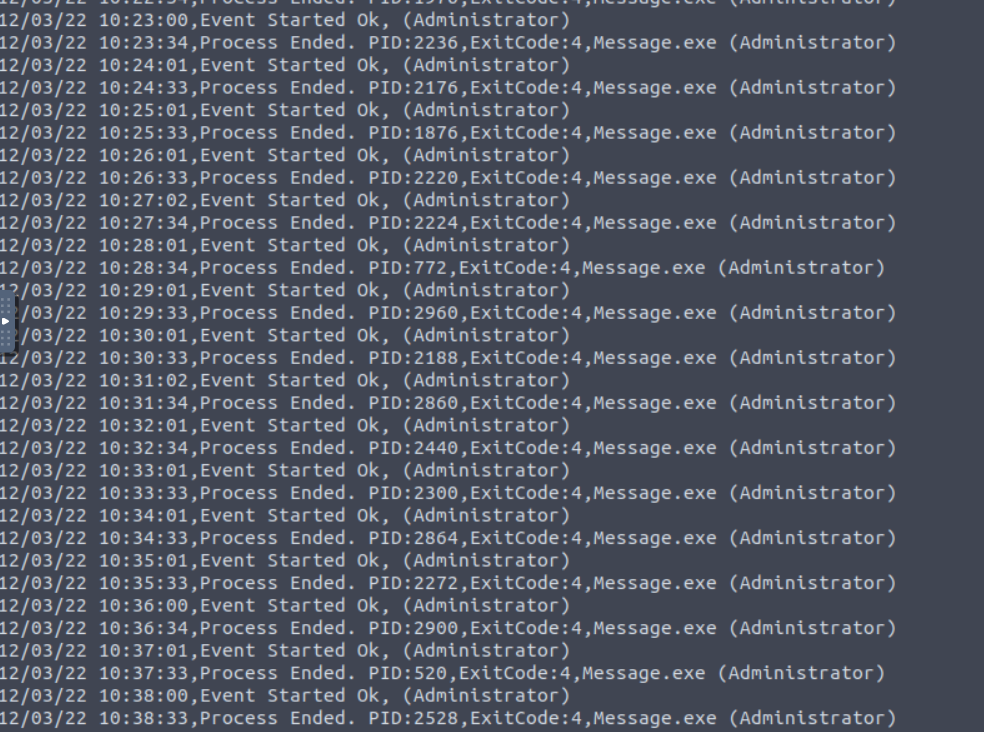 12/03/22 10:22:34,Process Ended. PID:1976,ExitCode:4,Message.exe (Administrator)
12/03/22 10:23:00,Event Started Ok, (Administrator)
12/03/22 10:23:34,Process Ended. PID:2236,ExitCode:4,Message.exe (Administrator)
12/03/22 10:24:01,Event Started Ok, (Administrator)
12/03/22 10:24:33,Process Ended. PID:2176,ExitCode:4,Message.exe (Administrator)
12/03/22 10:25:01,Event Started Ok, (Administrator)
12/03/22 10:25:33,Process Ended. PID:1876,ExitCode:4,Message.exe (Administrator)
12/03/22 10:26:01,Event Started Ok, (Administrator)
12/03/22 10:26:33,Process Ended. PID:2220,ExitCode:4,Message.exe (Administrator)
12/03/22 10:27:02,Event Started Ok, (Administrator)
12/03/22 10:27:34,Process Ended. PID:2224,ExitCode:4,Message.exe (Administrator)
12/03/22 10:28:01,Event Started Ok, (Administrator)
12/03/22 10:28:34,Process Ended. PID:772,ExitCode:4,Message.exe (Administrator)
12/03/22 10:29:01,Event Started Ok, (Administrator)
2/03/22 10:29:33,Process Ended. PID:2960,ExitCode:4,Message.exe (Administrator)
/03/22 10:30:01,Event Started Ok, (Administrator)
12/03/22 10:30:33,Process Ended. PID:2188,ExitCode:4,Message.exe (Administrator)
12/03/22 10:31:02,Event Started Ok, (Administrator)
12/03/22 10:31:34,Process Ended. PID:2860,ExitCode:4,Message.exe (Administrator)
12/03/22 10:32:01,Event Started Ok, (Administrator)
12/03/22 10:32:34,Process Ended. PID:2440,ExitCode:4,Message.exe (Administrator)
12/03/22 10:33:01,Event Started Ok, (Administrator)
12/03/22 10:33:33,Process Ended. PID:2300,ExitCode:4,Message.exe (Administrator)
12/03/22 10:34:01,Event Started Ok, (Administrator)
12/03/22 10:34:33,Process Ended. PID:2864,ExitCode:4,Message.exe (Administrator)
12/03/22 10:35:01,Event Started Ok, (Administrator)
12/03/22 10:35:33,Process Ended. PID:2272,ExitCode:4,Message.exe (Administrator)
12/03/22 10:36:00,Event Started Ok, (Administrator)
12/03/22 10:36:34,Process Ended. PID:2900,ExitCode:4,Message.exe (Administrator)
12/03/22 10:37:01,Event Started Ok, (Administrator)
12/03/22 10:37:33,Process Ended. PID:520,ExitCode:4,Message.exe (Administrator)
12/03/22 10:38:00,Event Started Ok, (Administrator)
12/03/22 10:38:33,Process Ended. PID:2528,ExitCode:4,Message.exe (Administrator)